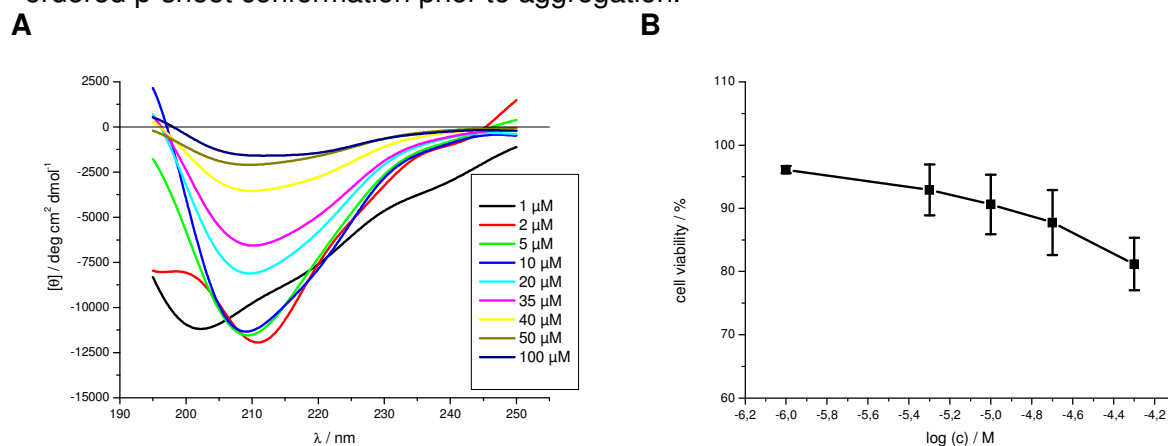 ordered β-sheet conformation prior to aggregation.
A
B
2500
0
-2500
-5000
-7500
-10000
-12500
-15000
190
200
210
220
230
240
250
λ / nm
[θ] / deg cm² dmol⁻¹
1 µM
2 µM
5 µM
10 µM
20 µM
35 µM
40 µM
50 µM
100 µM
110
100
90
80
70
60
-6,2
-6,0
-5,8
-5,6
-5,4
-5,2
-5,0
-4,8
-4,6
-4,4
-4,2
log (c) / M
cell viability / %